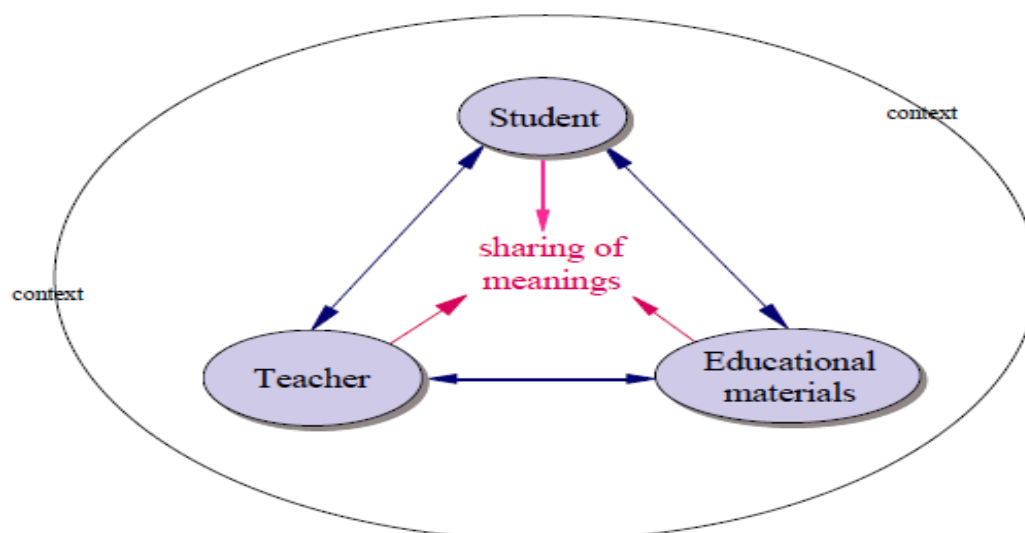 Student
context
sharing of
meanings
context
Teacher
Educational
materials